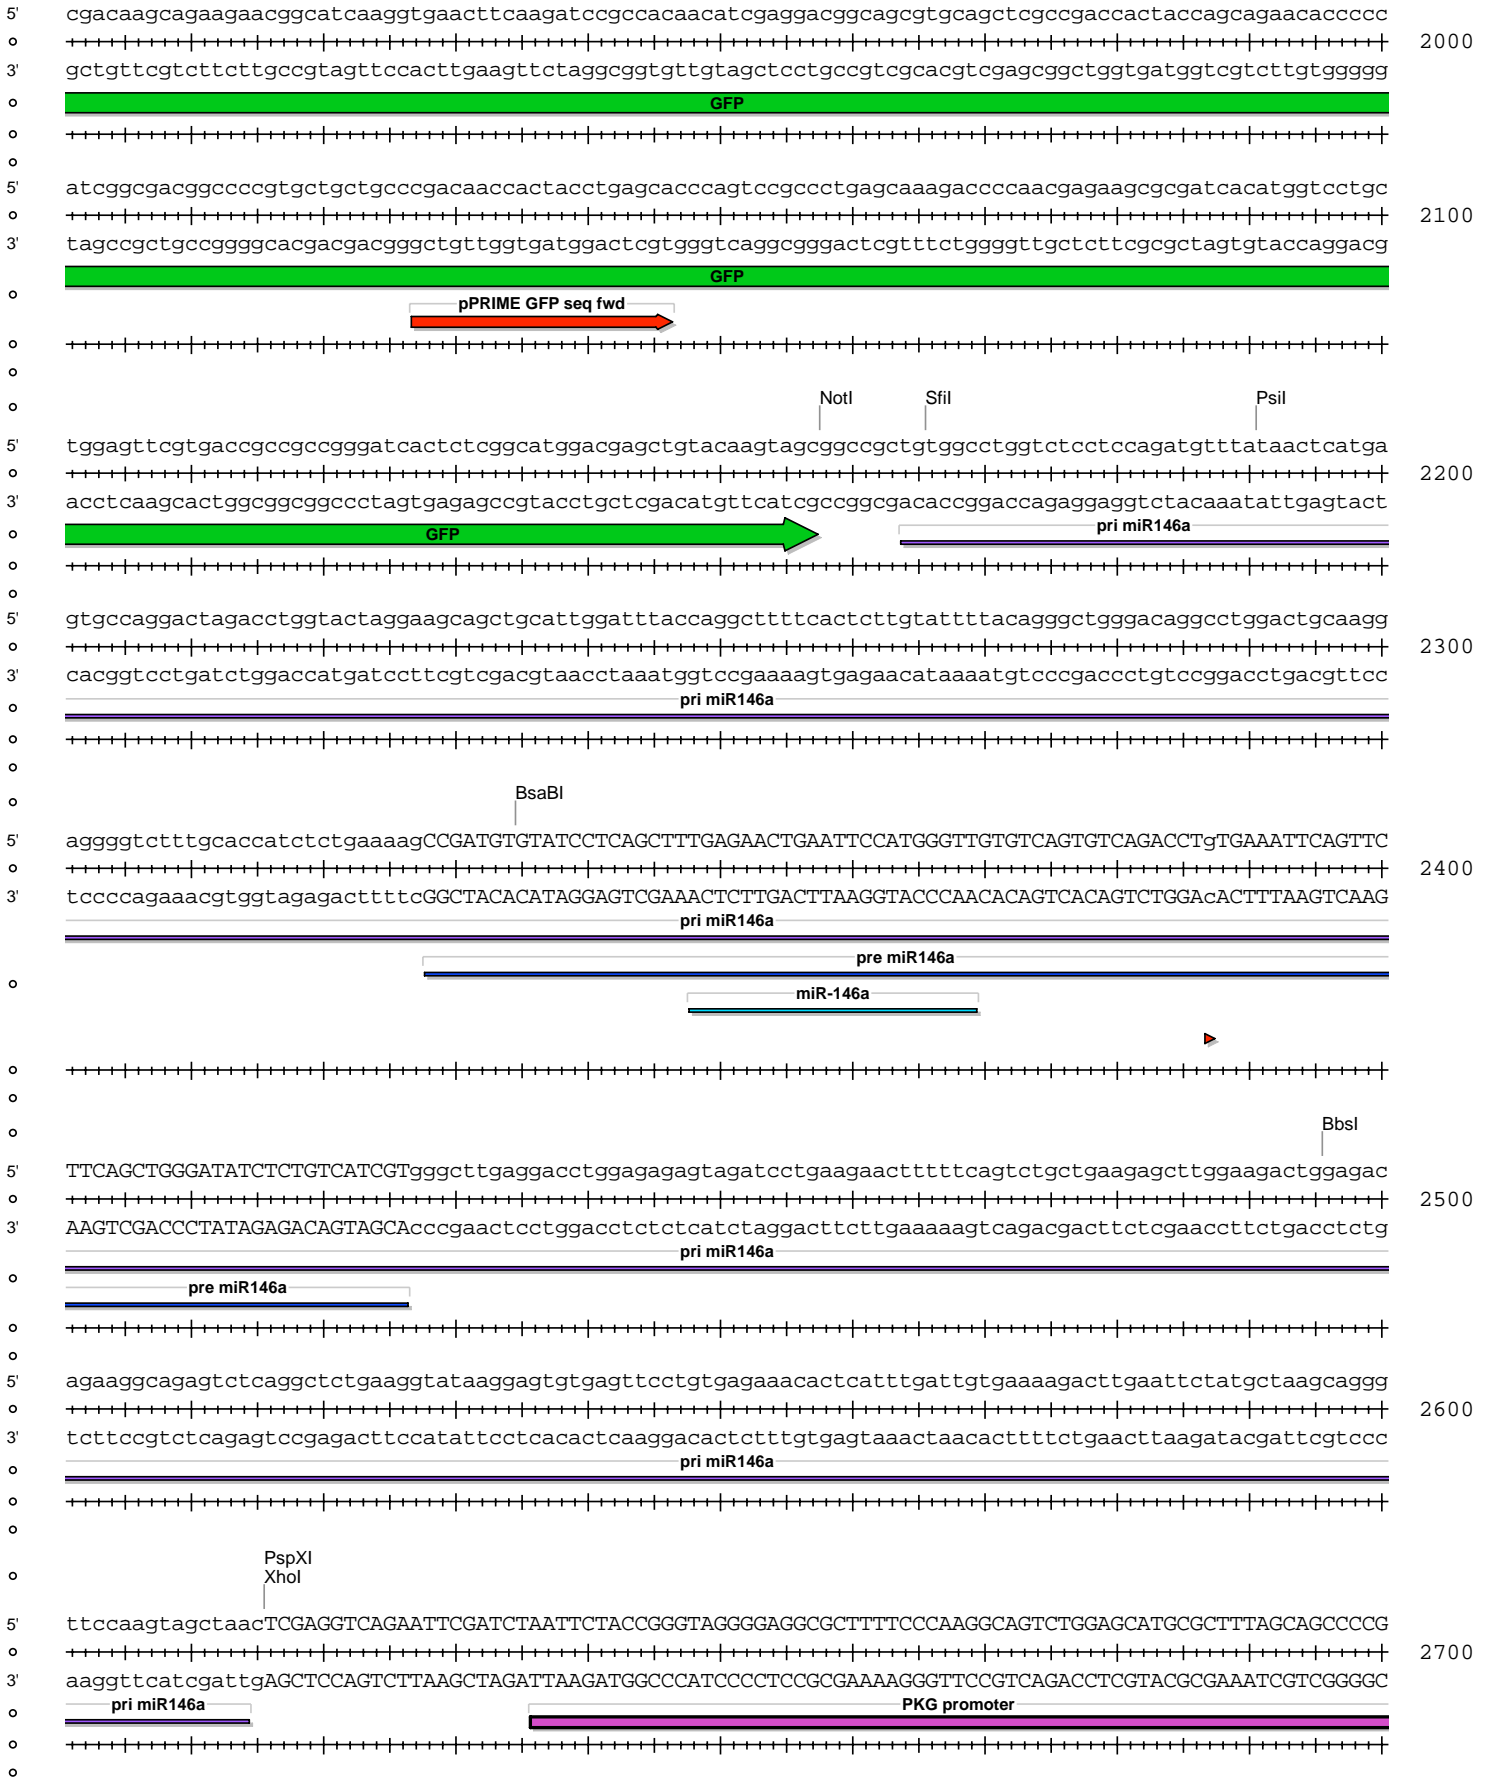 5' cgacaagcagaagaacggcatcaaggtgaacttcaagatccgccacaacatcgaggacggcagcgtgcagctcgccgaccactaccagcagaacaccccc
2000
3' gctgttcgtcttcttgccgtagttccacttgaagttctaggcggtgttgtagctcctgccgtcgcacgtcgagcggctggtgatggtcgtcttgtggggg
GFP
5' atcggcgacggccccgtgctgctgcccgacaaccactacctgagcacccagtccgccctgagcaaagaccccaacgagaagcgcgatcacatggtcctgc
2100
3' tagccgctgccggggcacgacgacgggctgttggtgatggactcgtgggtcaggcgggactcgtttctggggttgctcttcgcgctagtgtaccaggacg
GFP
pPRIME GFP seq fwd
NotI SfiI PsiI
5' tggagttcgtgaccgccgccgggatcactctcggcatggacgagctgtacaagtagcggccgctgtggcctggtctcctccagatgtttataactcatga
2200
3' acctcaagcactggcggcggccctagtgagagccgtacctgctcgacatgttcatcgccggcgacaccggaccagaggaggtctacaaatattgagtact
GFP pri miR146a
5' gtgccaggactagacctggtactaggaagcagctgcattggatttaccaggcttttcactcttgtattttacagggctgggacaggcctggactgcaagg
2300
3' cacggtcctgatctggaccatgatccttcgtcgacgtaacctaaatggtccgaaaagtgagaacataaaatgtcccgaccctgtccggacctgacgttcc
pri miR146a
BsaBI
5' aggggtctttgcaccatctctgaaaagCCGATGTGTATCCTCAGCTTTGAGAACTGAATTCCATGGGTTGTGTCAGTGTCAGACCTgTGAAATTCAGTTC
2400
3' tccccagaaacgtggtagagacttttcGGCTACACATAGGAGTCGAAACTCTTGACTTAAGGTACCCAACACAGTCACAGTCTGGAcACTTTAAGTCAAG
pri miR146a
pre miR146a
miR-146a
BbsI
5' TTCAGCTGGGATATCTCTGTCATCGTgggcttgaggacctggagagagtagatcctgaagaactttttcagtctgctgaagagcttggaagactggagac
2500
3' AAGTCGACCCTATAGAGACAGTAGCAcccgaactcctggacctctctcatctaggacttcttgaaaaagtcagacgacttctcgaaccttctgacctctg
pri miR146a
pre miR146a
5' agaaggcagagtctcaggctctgaaggtataaggagtgtgagttcctgtgagaaacactcatttgattgtgaaaagacttgaattctatgctaagcaggg
2600
3' tcttccgtctcagagtccgagacttccatattcctcacactcaaggacactctttgtgagtaaactaacacttttctgaacttaagatacgattcgtccc
pri miR146a
PspXI
XhoI
5' ttccaagtagctaacTCGAGGTCAGAATTCGATCTAATTCTACCGGGTAGGGGAGGCGCTTTTCCCAAGGCAGTCTGGAGCATGCGCTTTAGCAGCCCCG
2700
3' aaggttcatcgattgAGCTCCAGTCTTAAGCTAGATTAAGATGGCCCATCCCCTCCGCGAAAAGGGTTCCGTCAGACCTCGTACGCGAAATCGTCGGGGC
pri miR146a PKG promoter